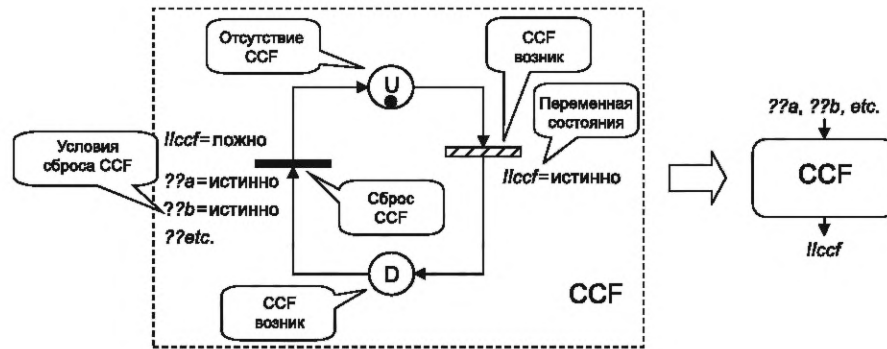 Отсутствие
CCF
U
CCF
возник
Переменная
состояния
!!ccf=истинно
Условия
сброса CCF
!!ccf=ложно
??a=истинно
??b=истинно
??etc.
Сброс
CCF
D
CCF
возник
CCF
??a, ??b, etc.
CCF
!!ccf